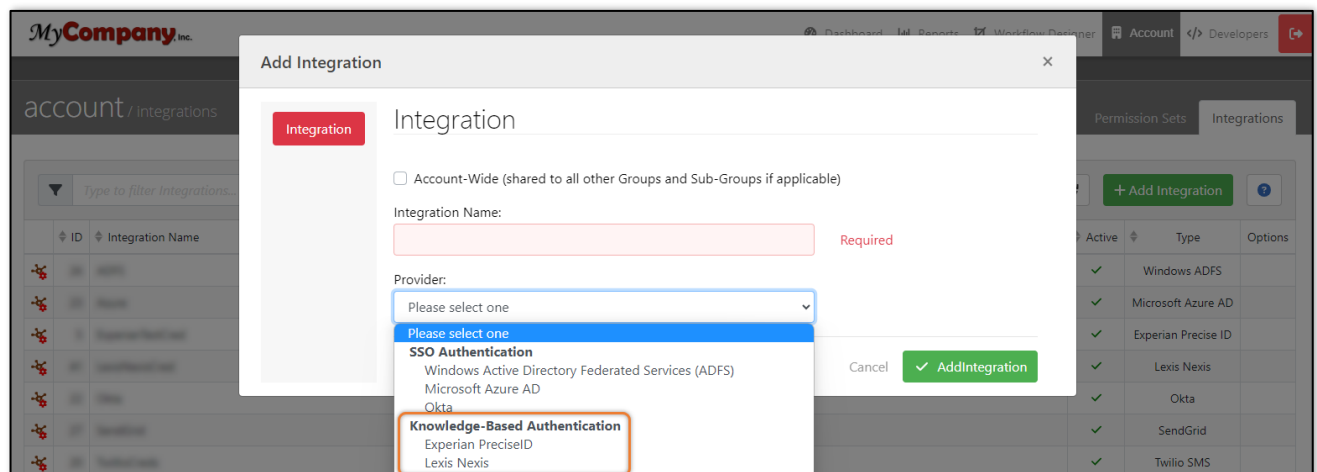 MyCompany, Inc.
Dashboard Reports Workflow Designer Account </> Developers
Add Integration ×
account / Integrations
Permission Sets Integrations
Integration
Integration
Account-Wide (shared to all other Groups and Sub-Groups if applicable)
Type to filter Integrations...
+ Add Integration ?
Integration Name:
Required
ID Integration Name
Active Type Options
Provider:
Please select one
Please select one
SSO Authentication
Windows Active Directory Federated Services (ADFS)
Microsoft Azure AD
Okta
Knowledge-Based Authentication
Experian PreciseID
Lexis Nexis
Cancel AddIntegration
Windows ADFS
Microsoft Azure AD
Experian Precise ID
Lexis Nexis
Okta
SendGrid
Twilio SMS